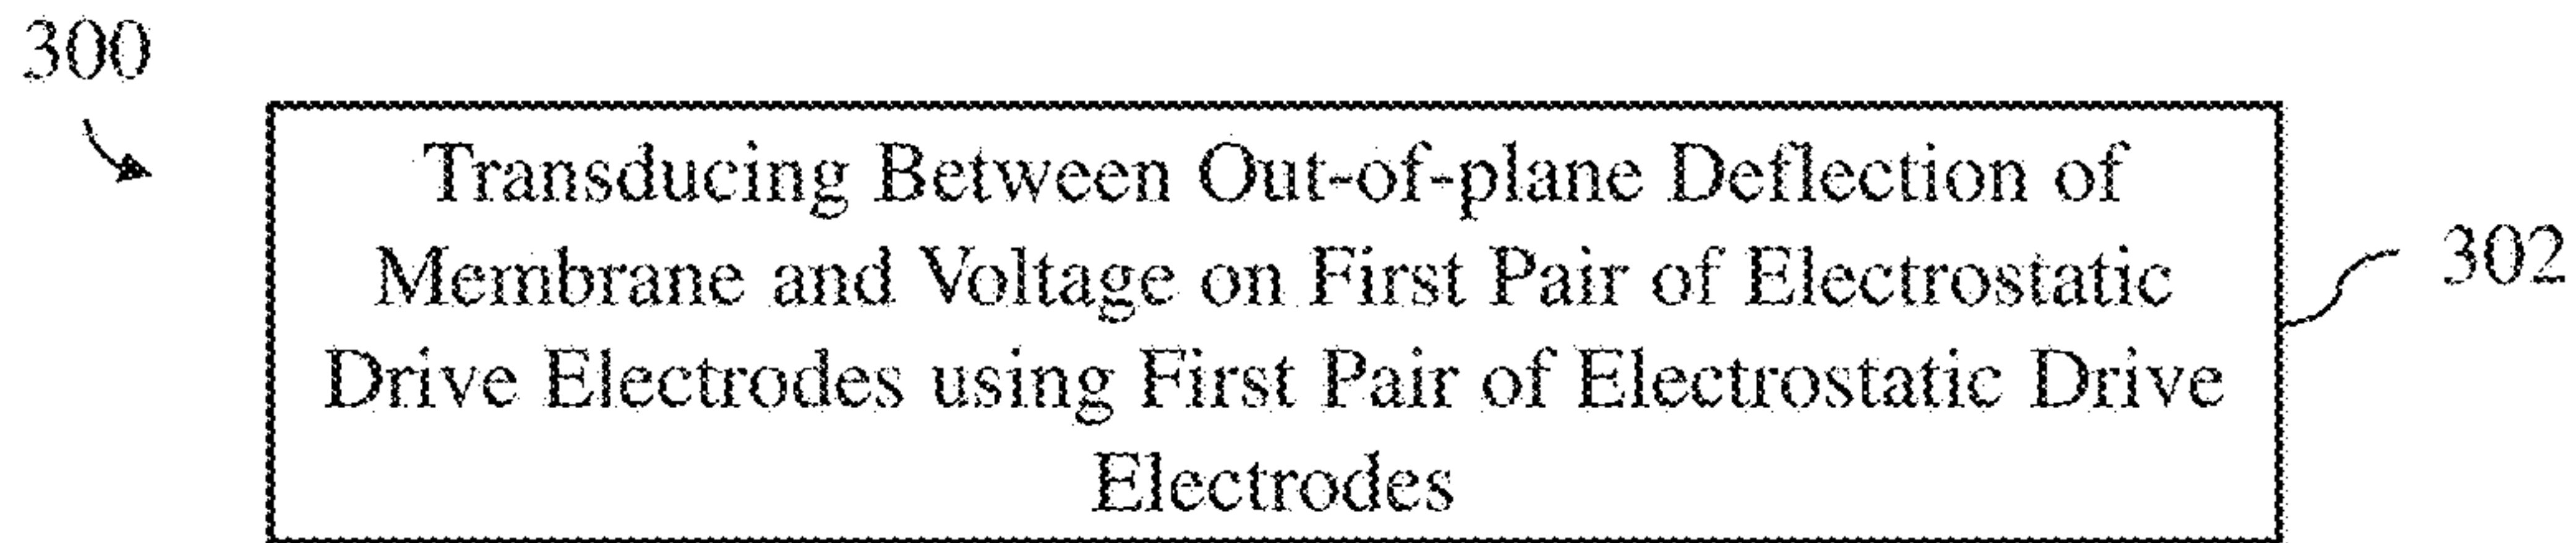 300
Transducing Between Out-of-plane Deflection of
Membrane and Voltage on First Pair of Electrostatic
Drive Electrodes using First Pair of Electrostatic Drive
Electrodes
302